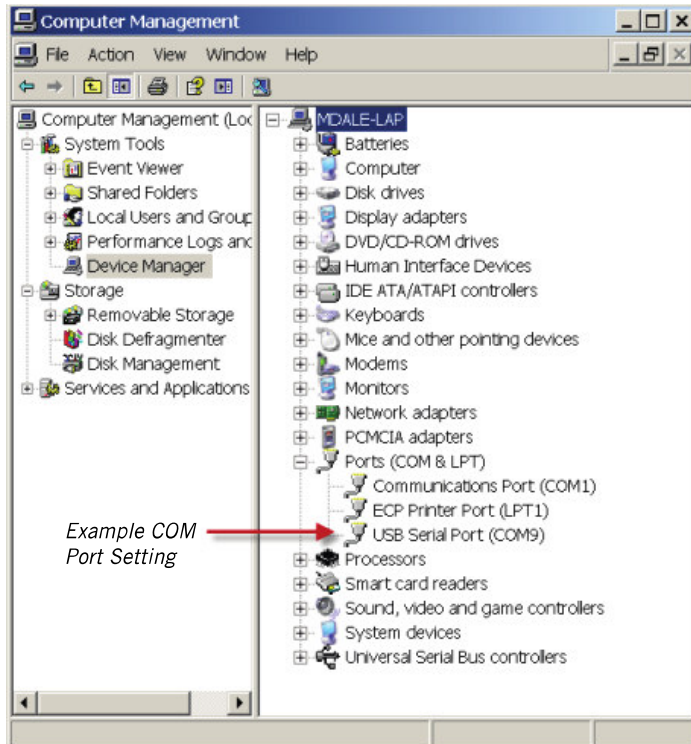 Computer Management
File Action View Window Help
Computer Management (Loc
System Tools
Event Viewer
Shared Folders
Local Users and Group
Performance Logs and
Device Manager
Storage
Removable Storage
Disk Defragmenter
Disk Management
Services and Applications
MDALE-LAP
Batteries
Computer
Disk drives
Display adapters
DVD/CD-ROM drives
Human Interface Devices
IDE ATA/ATAPI controllers
Keyboards
Mice and other pointing devices
Modems
Monitors
Network adapters
PCMCIA adapters
Ports (COM & LPT)
Communications Port (COM1)
ECP Printer Port (LPT1)
USB Serial Port (COM9)
Processors
Smart card readers
Sound, video and game controllers
System devices
Universal Serial Bus controllers
Example COM
Port Setting